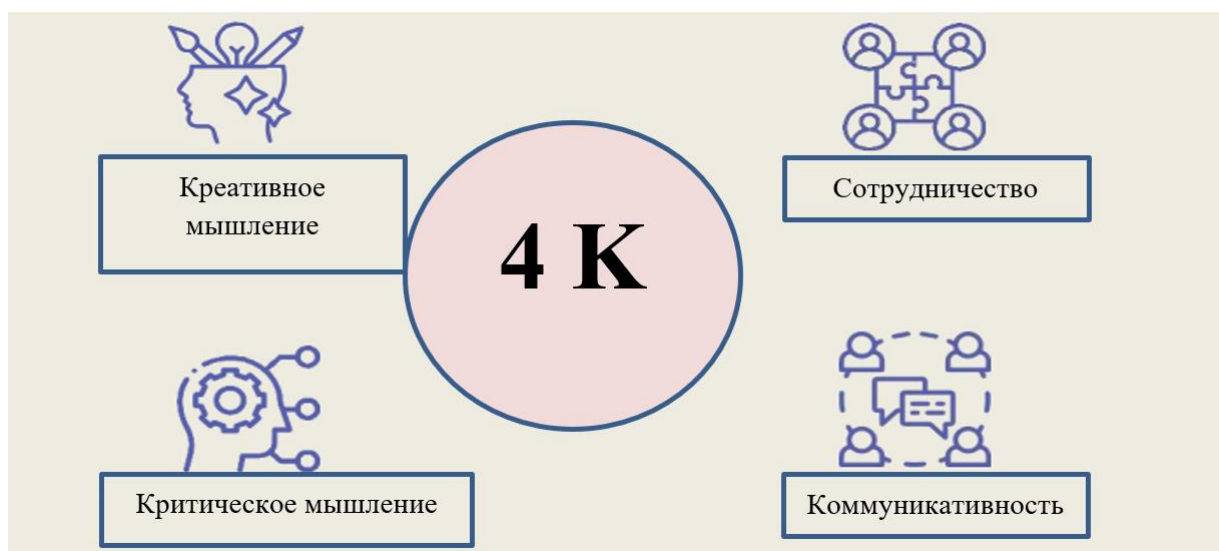 Креативное
мышление
Сотрудничество
4 К
Критическое мышление
Коммуникативность